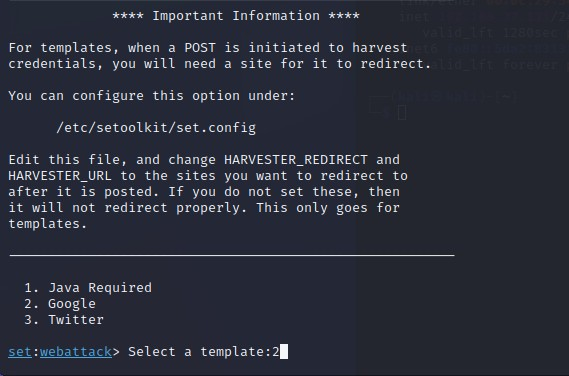 **** Important Information ****
For templates, when a POST is initiated to harvest
credentials, you will need a site for it to redirect.
You can configure this option under:
/etc/setoolkit/set.config
Edit this file, and change HARVESTER_REDIRECT and
HARVESTER_URL to the sites you want to redirect to
after it is posted. If you do not set these, then
it will not redirect properly. This only goes for
templates.
1. Java Required
2. Google
3. Twitter
set:webattack> Select a template:2